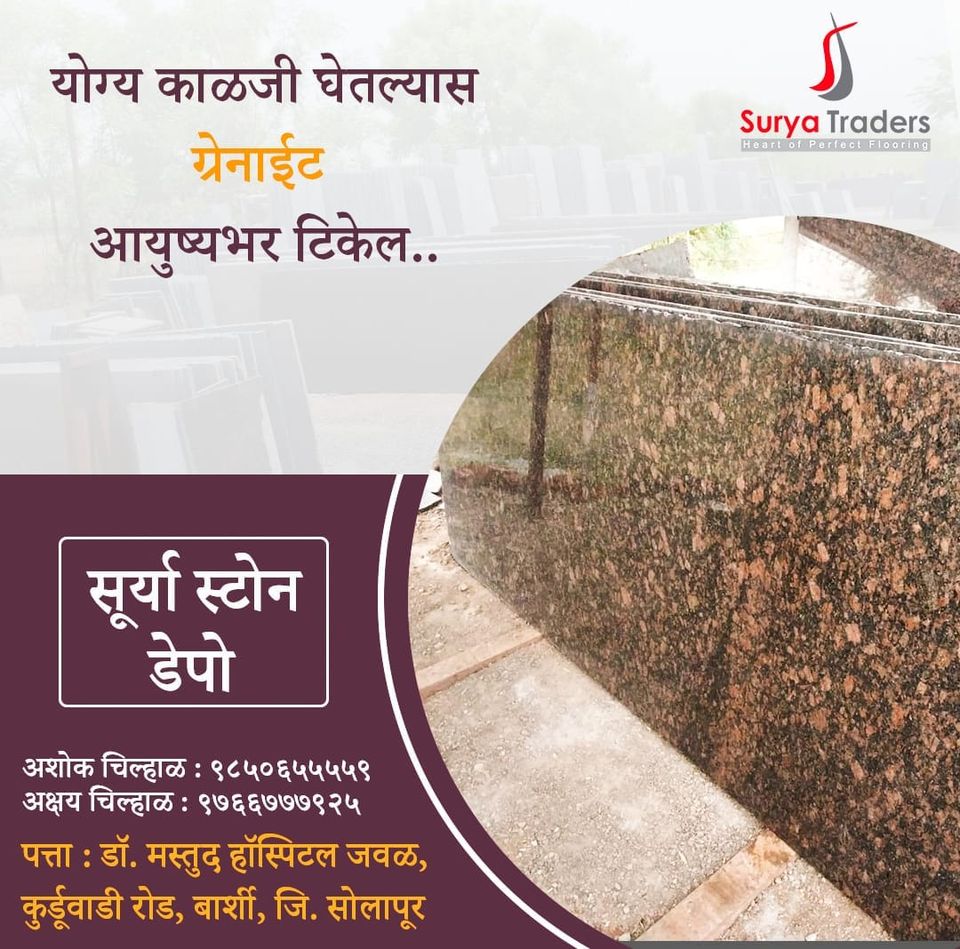 योग्य काळजी घेतल्यास
ग्रेनाईट
आयुष्यभर टिकेल..
Surya Traders
Heart of Perfect Flooring
सूर्या स्टोन
डेपो
अशोक चिल्हाळ : ९८५०६५५५५९
अक्षय चिल्हाळ : ९७६६७७७९२५
पत्ता : डॉ. मस्तुद हॉस्पिटल जवळ,
कुर्डूवाडी रोड, बार्शी, जि. सोलापूर